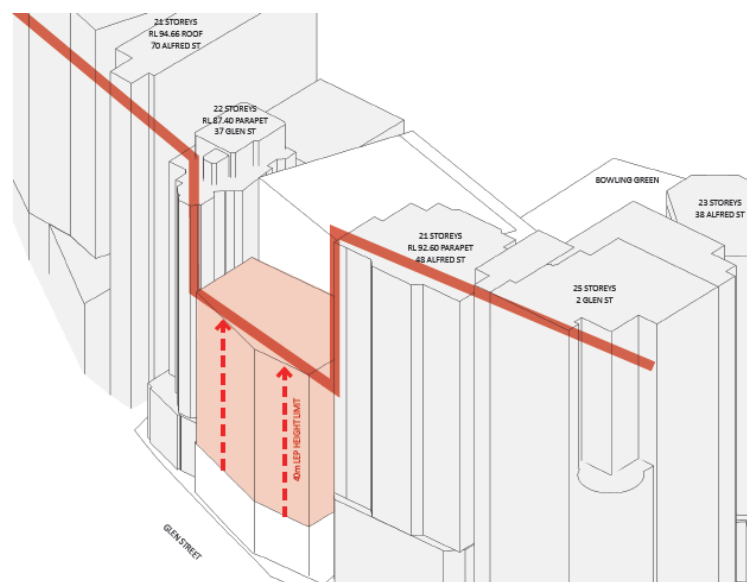 21 STOREYS
RL 94.66 ROOF
70 ALFRED ST
22 STOREYS
RL 87.40 PARAPET
37 GLEN ST
BOWLING GREEN
23 STOREYS
38 ALFRED ST
21 STOREYS
RL 92.60 PARAPET
48 ALFRED ST
25 STOREYS
2 GLEN ST
40m LEP HEIGHT LIMIT
GLEN STREET